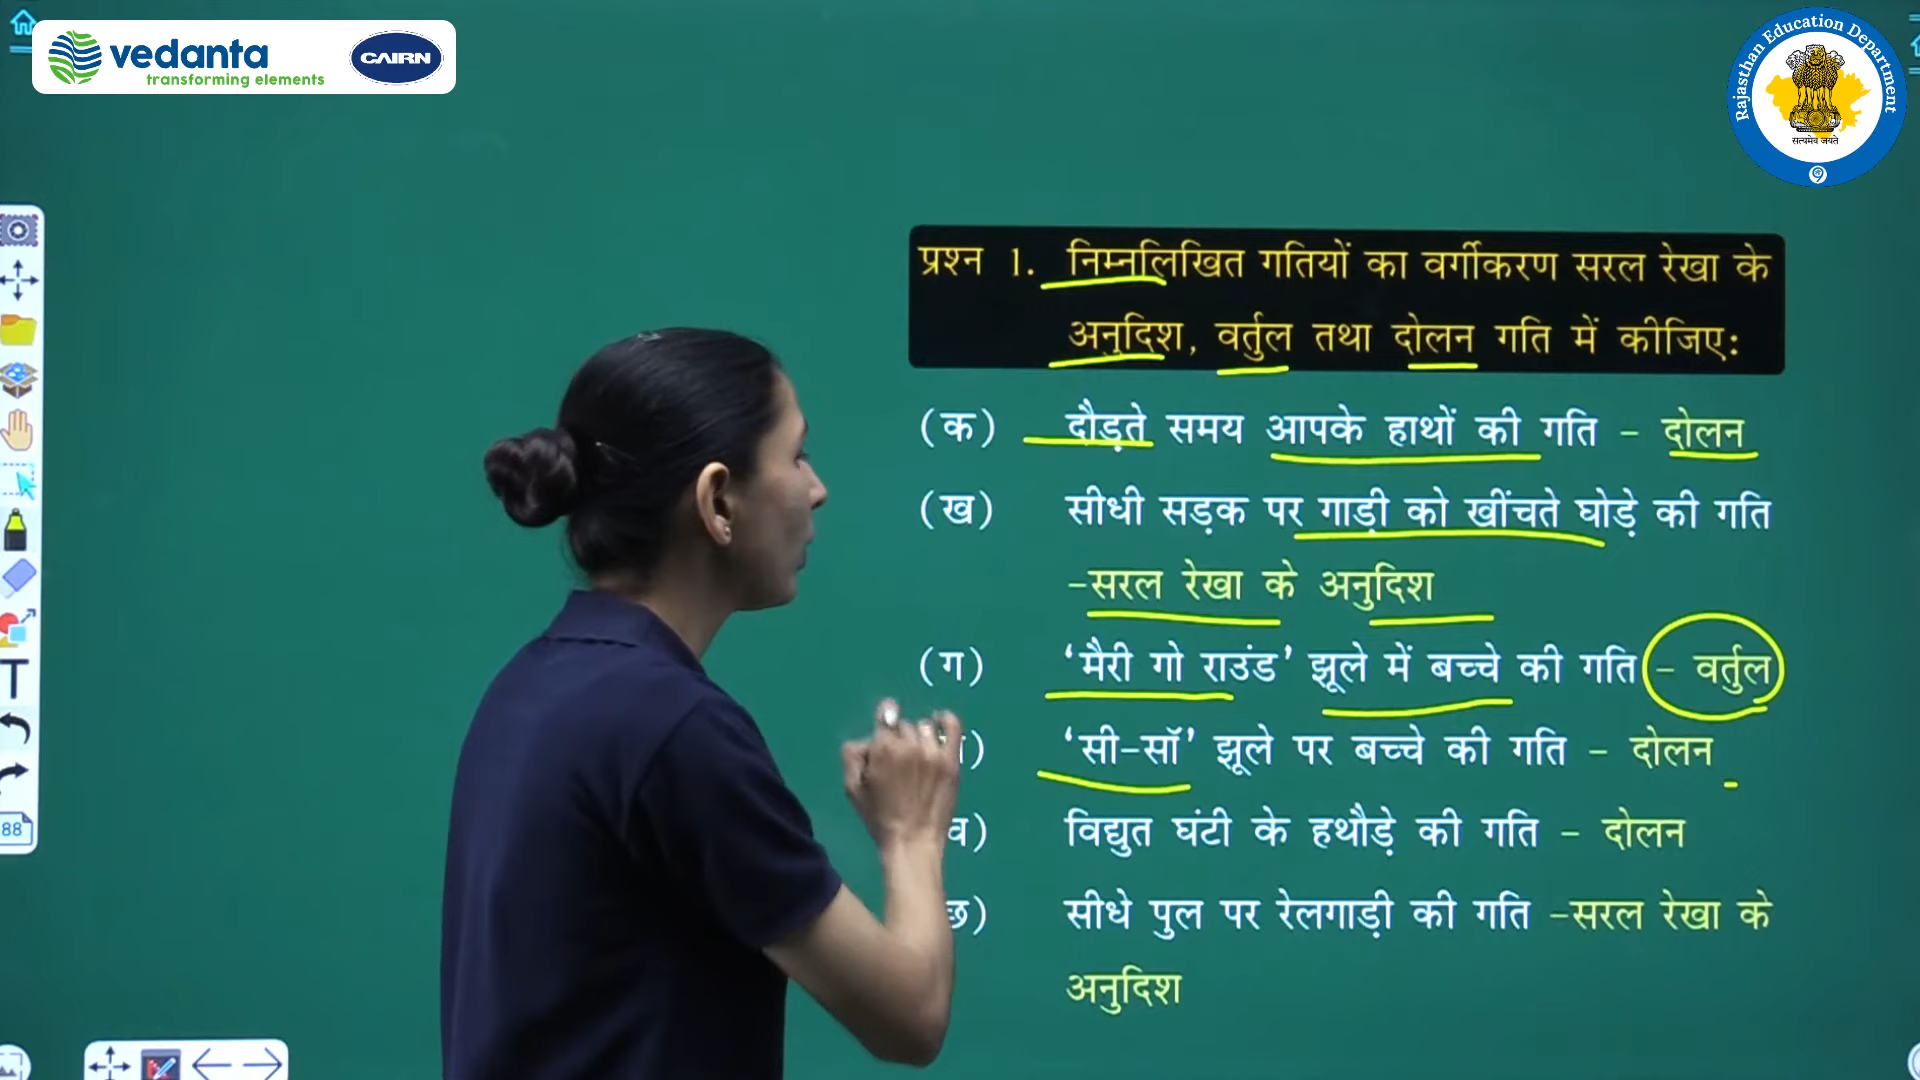 vedanta
transforming elements
CAIRN
Rajasthan Education Department
सत्यमेव जयते
प्रश्न 1. निम्नलिखित गतियों का वर्गीकरण सरल रेखा के
अनुदिश, वर्तुल तथा दोलन गति में कीजिए:
(क) दौड़ते समय आपके हाथों की गति - दोलन
(ख) सीधी सड़क पर गाड़ी को खींचते घोड़े की गति
-सरल रेखा के अनुदिश
(ग) 'मैरी गो राउंड' झूले में बच्चे की गति - वर्तुल
'सी-सॉ' झूले पर बच्चे की गति - दोलन
विद्युत घंटी के हथौड़े की गति - दोलन
छ) सीधे पुल पर रेलगाड़ी की गति -सरल रेखा के
अनुदिश
T
88